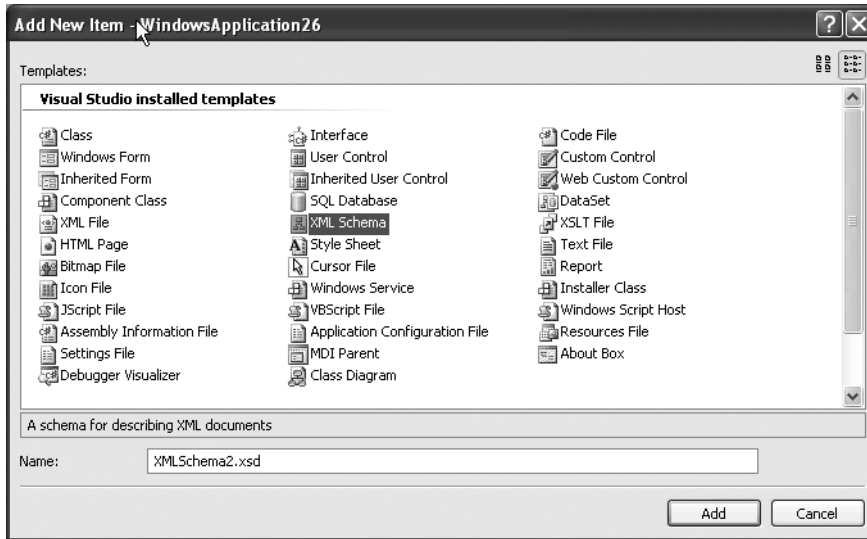 Add New Item - WindowsApplication26
Templates:
Visual Studio installed templates
Class
Interface
Code File
Windows Form
User Control
Custom Control
Inherited Form
Inherited User Control
Web Custom Control
Component Class
SQL Database
DataSet
XML File
XML Schema
XSLT File
HTML Page
Style Sheet
Text File
Bitmap File
Cursor File
Report
Icon File
Windows Service
Installer Class
JScript File
VBScript File
Windows Script Host
Assembly Information File
Application Configuration File
Resources File
Settings File
MDI Parent
About Box
Debugger Visualizer
Class Diagram
A schema for describing XML documents
Name:
XMLSchema2.xsd
Add
Cancel